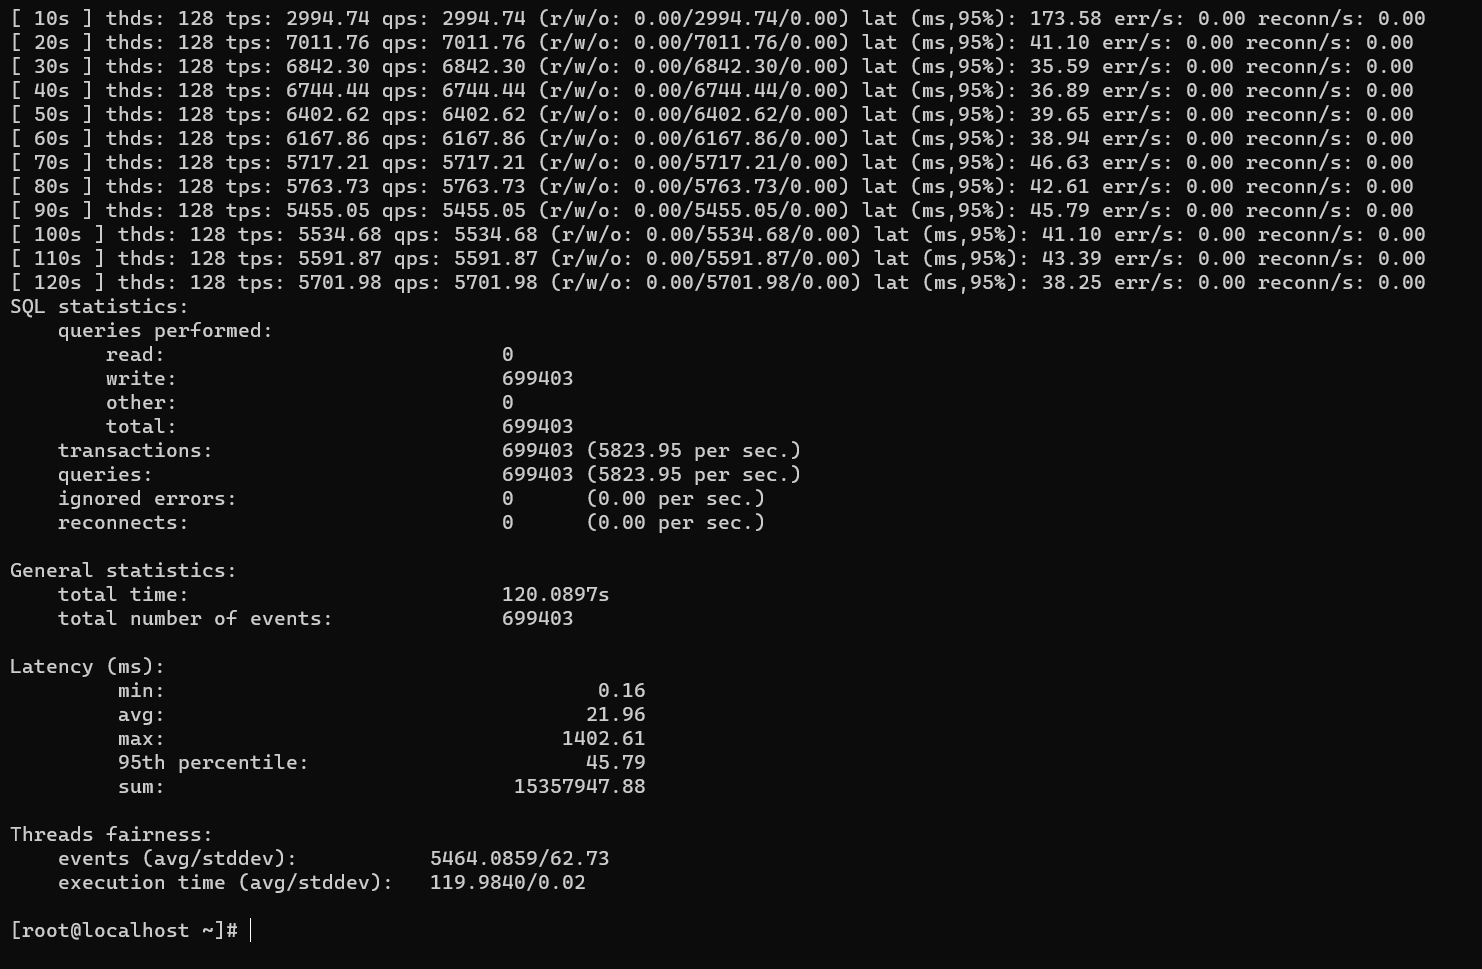 [ 10s ] thds: 128 tps: 2994.74 qps: 2994.74 (r/w/o: 0.00/2994.74/0.00) lat (ms,95%): 173.58 err/s: 0.00 reconn/s: 0.00
[ 20s ] thds: 128 tps: 7011.76 qps: 7011.76 (r/w/o: 0.00/7011.76/0.00) lat (ms,95%): 41.10 err/s: 0.00 reconn/s: 0.00
[ 30s ] thds: 128 tps: 6842.30 qps: 6842.30 (r/w/o: 0.00/6842.30/0.00) lat (ms,95%): 35.59 err/s: 0.00 reconn/s: 0.00
[ 40s ] thds: 128 tps: 6744.44 qps: 6744.44 (r/w/o: 0.00/6744.44/0.00) lat (ms,95%): 36.89 err/s: 0.00 reconn/s: 0.00
[ 50s ] thds: 128 tps: 6402.62 qps: 6402.62 (r/w/o: 0.00/6402.62/0.00) lat (ms,95%): 39.65 err/s: 0.00 reconn/s: 0.00
[ 60s ] thds: 128 tps: 6167.86 qps: 6167.86 (r/w/o: 0.00/6167.86/0.00) lat (ms,95%): 38.94 err/s: 0.00 reconn/s: 0.00
[ 70s ] thds: 128 tps: 5717.21 qps: 5717.21 (r/w/o: 0.00/5717.21/0.00) lat (ms,95%): 46.63 err/s: 0.00 reconn/s: 0.00
[ 80s ] thds: 128 tps: 5763.73 qps: 5763.73 (r/w/o: 0.00/5763.73/0.00) lat (ms,95%): 42.61 err/s: 0.00 reconn/s: 0.00
[ 90s ] thds: 128 tps: 5455.05 qps: 5455.05 (r/w/o: 0.00/5455.05/0.00) lat (ms,95%): 45.79 err/s: 0.00 reconn/s: 0.00
[ 100s ] thds: 128 tps: 5534.68 qps: 5534.68 (r/w/o: 0.00/5534.68/0.00) lat (ms,95%): 41.10 err/s: 0.00 reconn/s: 0.00
[ 110s ] thds: 128 tps: 5591.87 qps: 5591.87 (r/w/o: 0.00/5591.87/0.00) lat (ms,95%): 43.39 err/s: 0.00 reconn/s: 0.00
[ 120s ] thds: 128 tps: 5701.98 qps: 5701.98 (r/w/o: 0.00/5701.98/0.00) lat (ms,95%): 38.25 err/s: 0.00 reconn/s: 0.00
SQL statistics:
    queries performed:
        read:                            0
        write:                           699403
        other:                           0
        total:                           699403
    transactions:                        699403 (5823.95 per sec.)
    queries:                             699403 (5823.95 per sec.)
    ignored errors:                      0      (0.00 per sec.)
    reconnects:                          0      (0.00 per sec.)

General statistics:
    total time:                          120.0897s
    total number of events:              699403

Latency (ms):
         min:                                    0.16
         avg:                                   21.96
         max:                                 1402.61
         95th percentile:                       45.79
         sum:                             15357947.88

Threads fairness:
    events (avg/stddev):           5464.0859/62.73
    execution time (avg/stddev):   119.9840/0.02

[root@localhost ~]#